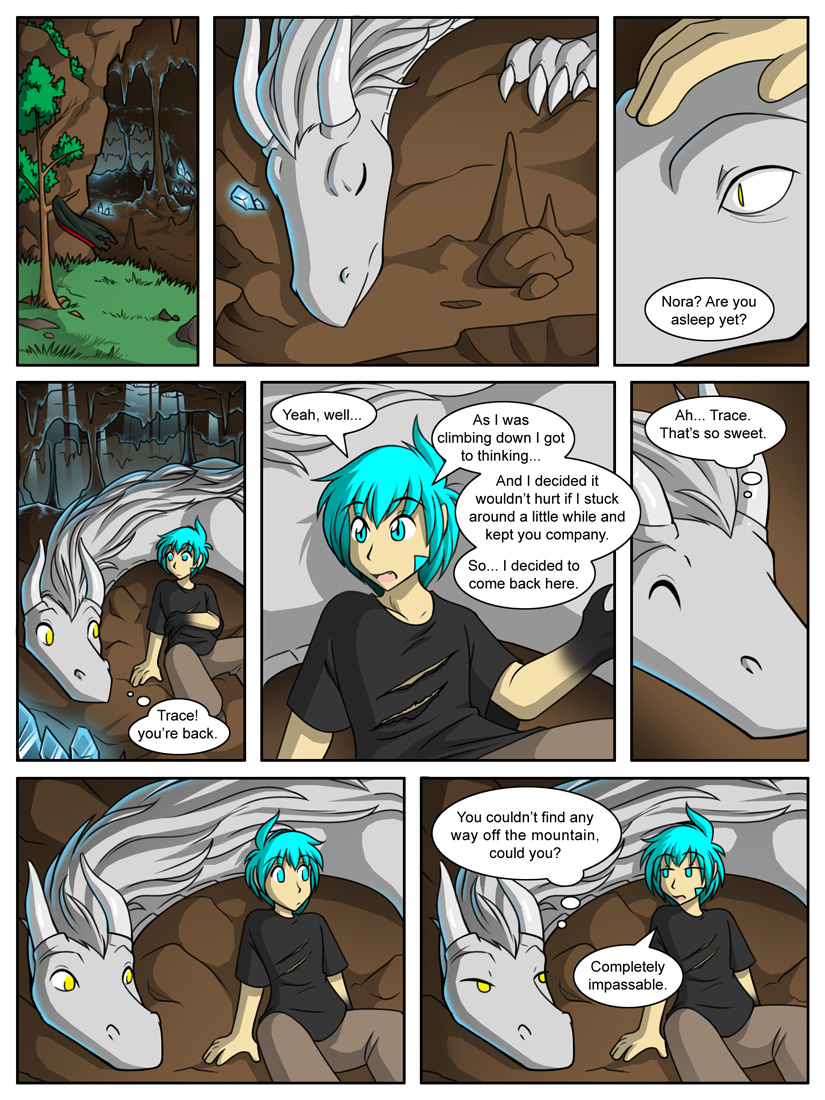 Nora? Are you
asleep yet?
Trace!
you're back.
Yeah, well...
As I was
climbing down I got
to thinking...
And I decided it
wouldn't hurt if I stuck
around a little while and
kept you company.
So... I decided to
come back here.
Ah... Trace.
That's so sweet.
You couldn't find any
way off the mountain,
could you?
Completely
impassable.